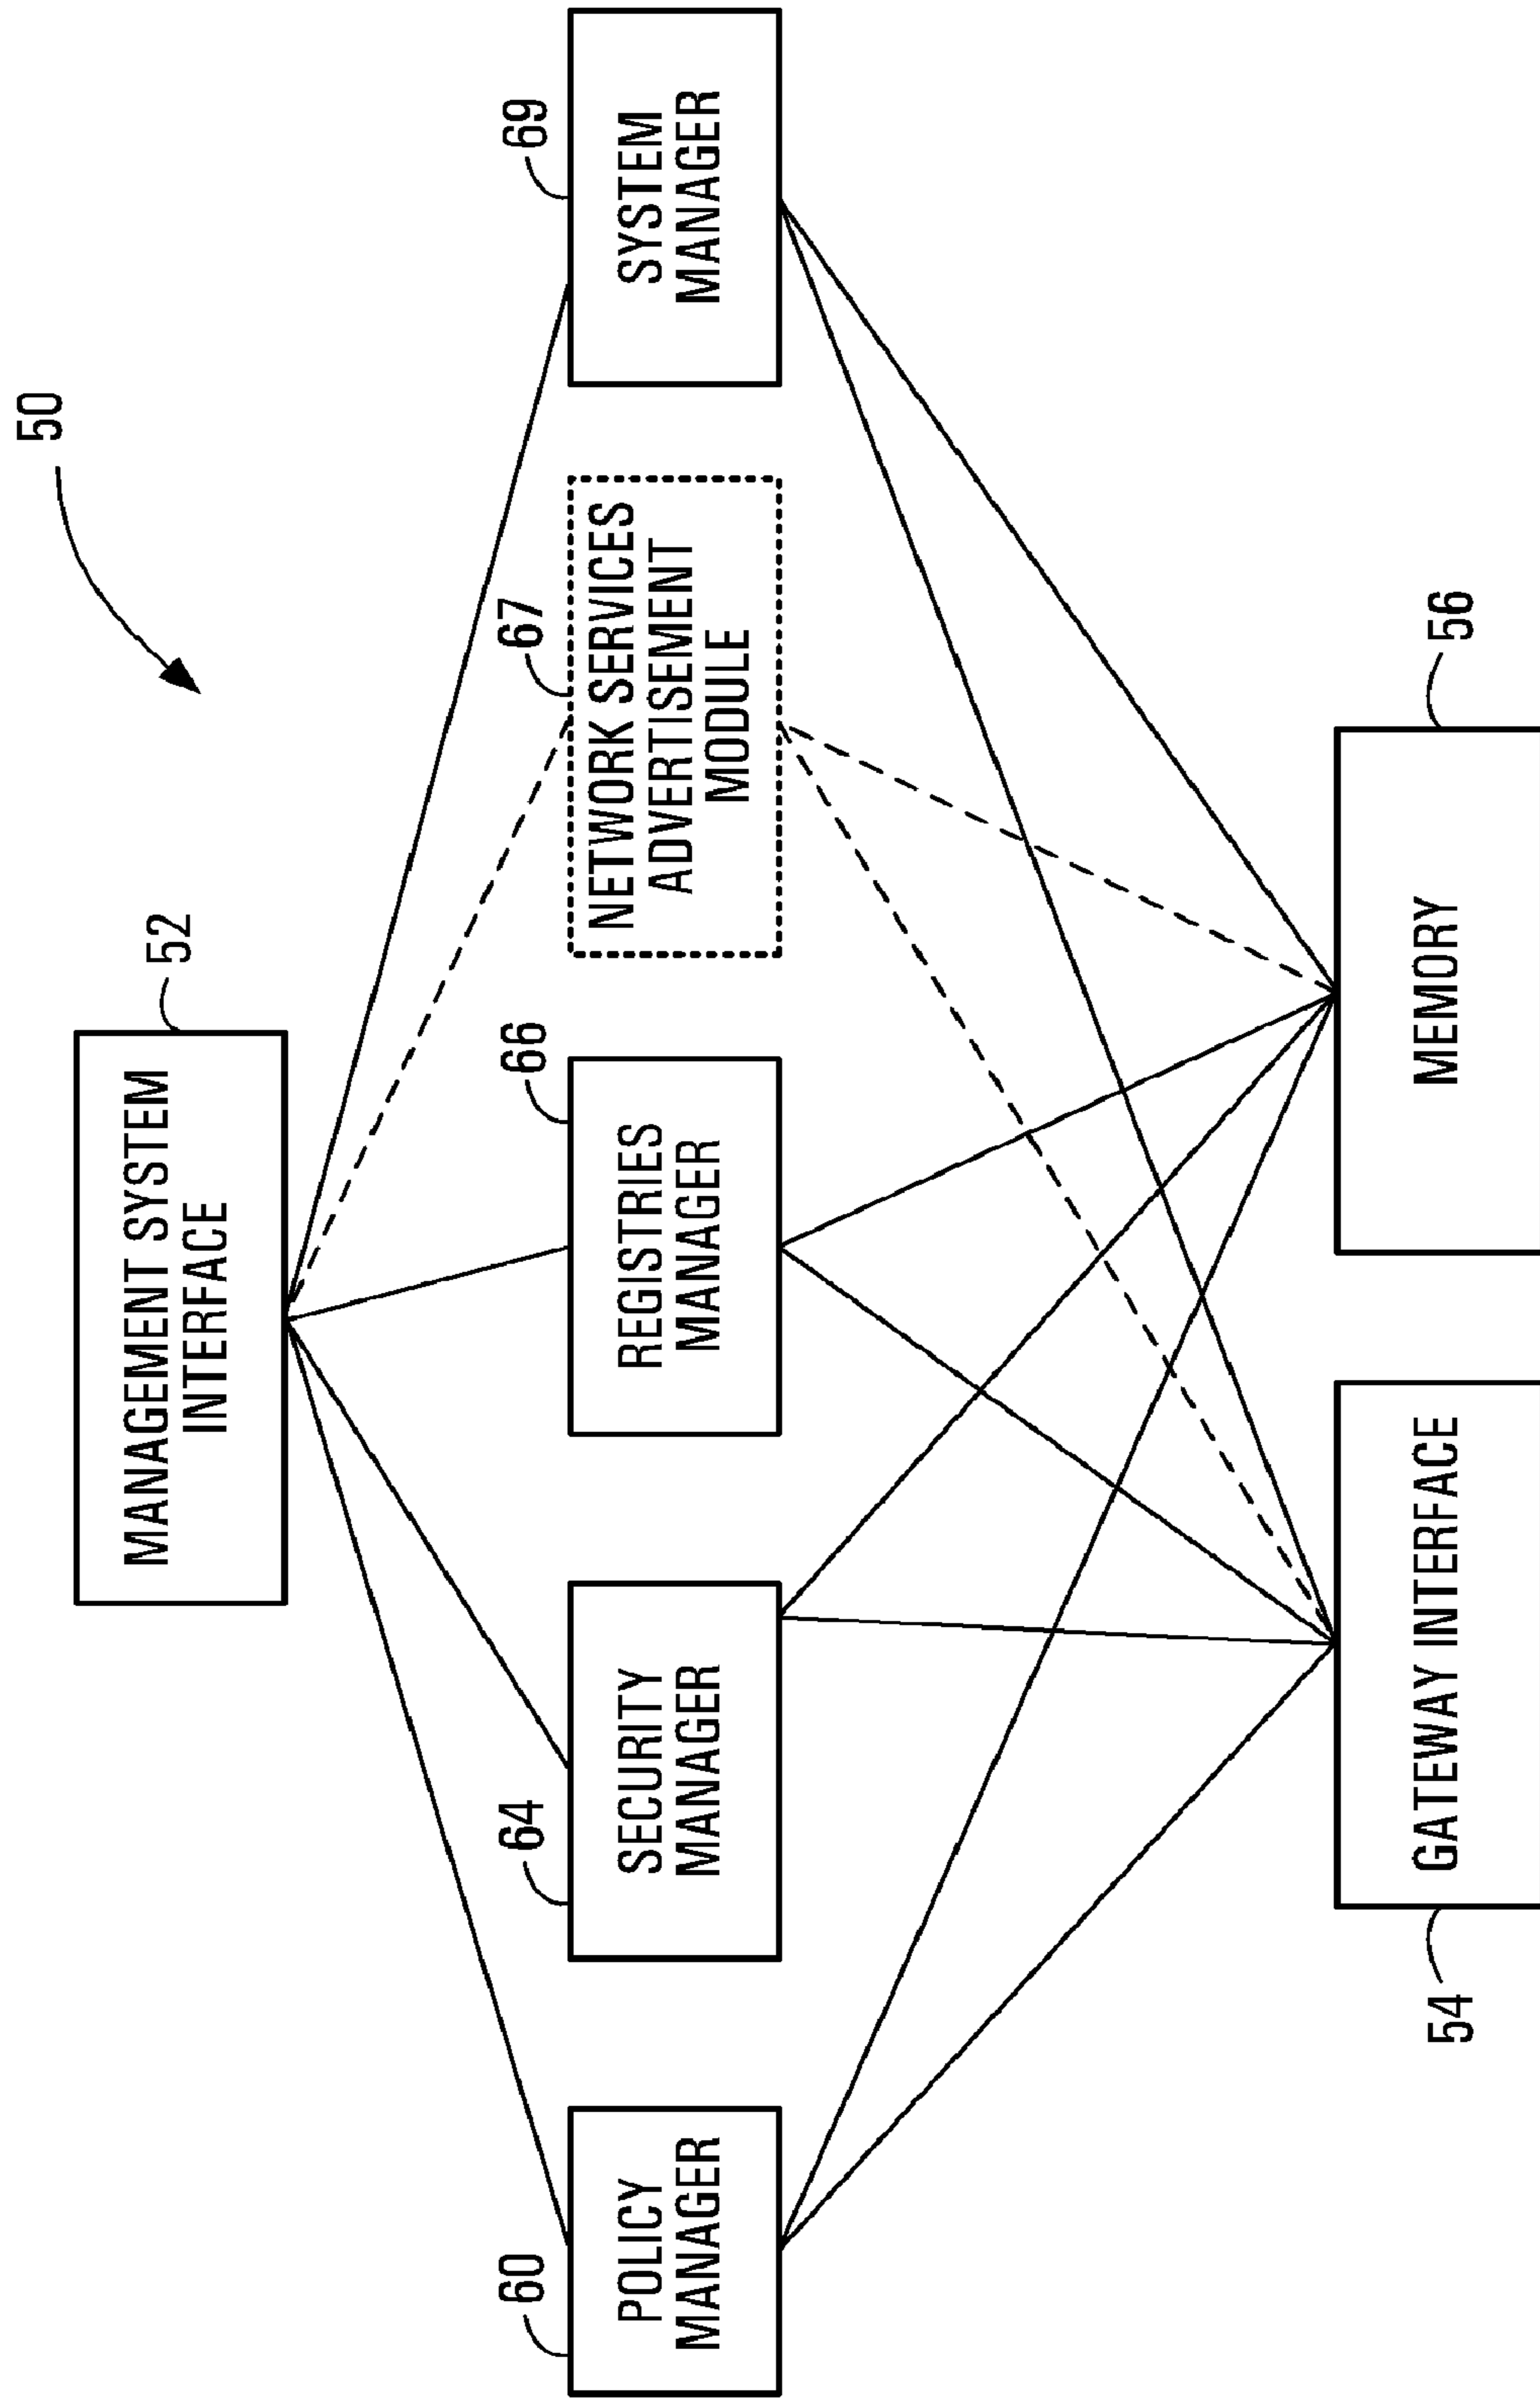 50
52
MANAGEMENT SYSTEM
INTERFACE
60
POLICY
MANAGER
64
SECURITY
MANAGER
66
REGISTRIES
MANAGER
67
NETWORK SERVICES
ADVERTISEMENT
MODULE
69
SYSTEM
MANAGER
54
GATEWAY INTERFACE
MEMORY
56